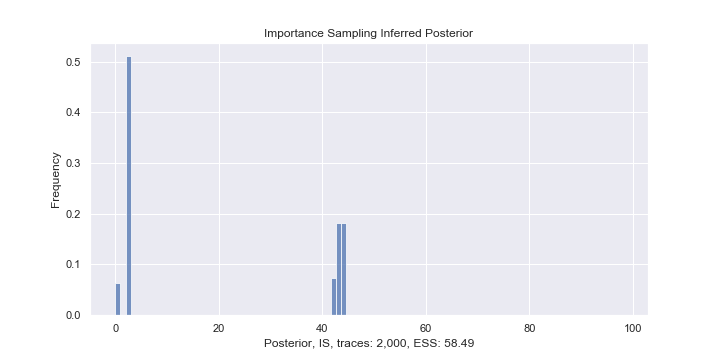 Importance Sampling Inferred Posterior
Frequency
0.5
0.4
0.3
0.2
0.1
0.0
0 20 40 60 80 100
Posterior, IS, traces: 2,000, ESS: 58.49